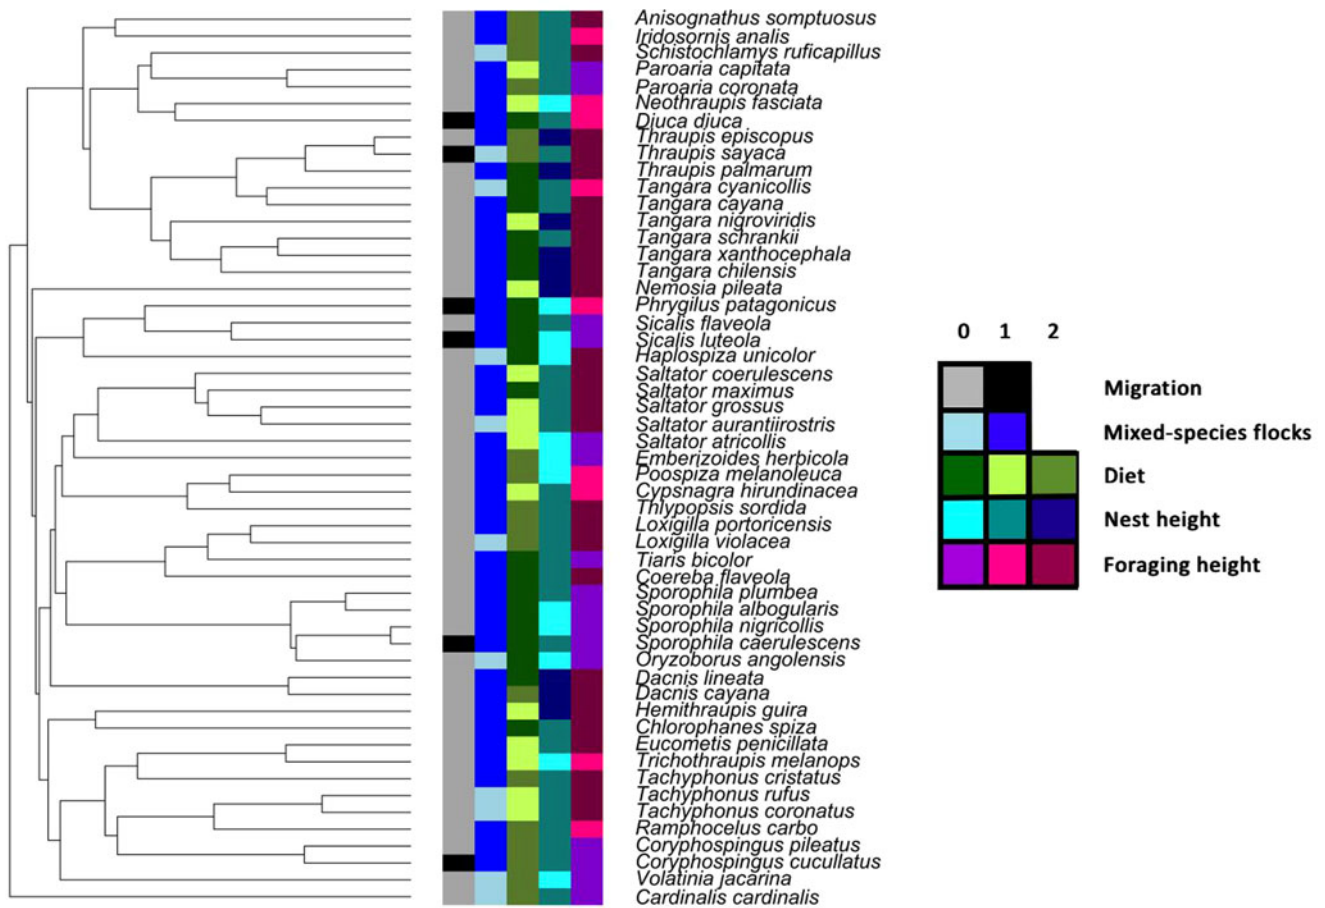 Anisognathus somptuosus
Iridosornis analis
Schistochlamys ruficapillus
Paroaria capitata
Paroaria coronata
Neothraupis fasciata
Diuca diuca
Thraupis episcopus
Thraupis sayaca
Thraupis palmarum
Tangara cyanicollis
Tangara cayana
Tangara nigroviridis
Tangara schrankii
Tangara xanthocephala
Tangara chilensis
Nemosia pileata
Phrygilus patagonicus
Sicalis flaveola
Sicalis luteola
Haplospiza unicolor
Saltator coerulescens
Saltator maximus
Saltator grossus
Saltator aurantiirostris
Saltator atricollis
Emberizoides herbicola
Poospiza melanoleuca
Cypsnagra hirundinacea
Thlypopsis sordida
Loxigilla portoricensis
Loxigilla violacea
Tiaris bicolor
Coereba flaveola
Sporophila plumbea
Sporophila albogularis
Sporophila nigricollis
Sporophila caerulescens
Oryzoborus angolensis
Dacnis lineata
Dacnis cayana
Hemithraupis guira
Chlorophanes spiza
Eucometis penicillata
Trichothraupis melanops
Tachyphonus cristatus
Tachyphonus rufus
Tachyphonus coronatus
Ramphocelus carbo
Coryphospingus pileatus
Coryphospingus cucullatus
Volatinia jacarina
Cardinalis cardinalis
0 1 2
Migration
Mixed-species flocks
Diet
Nest height
Foraging height